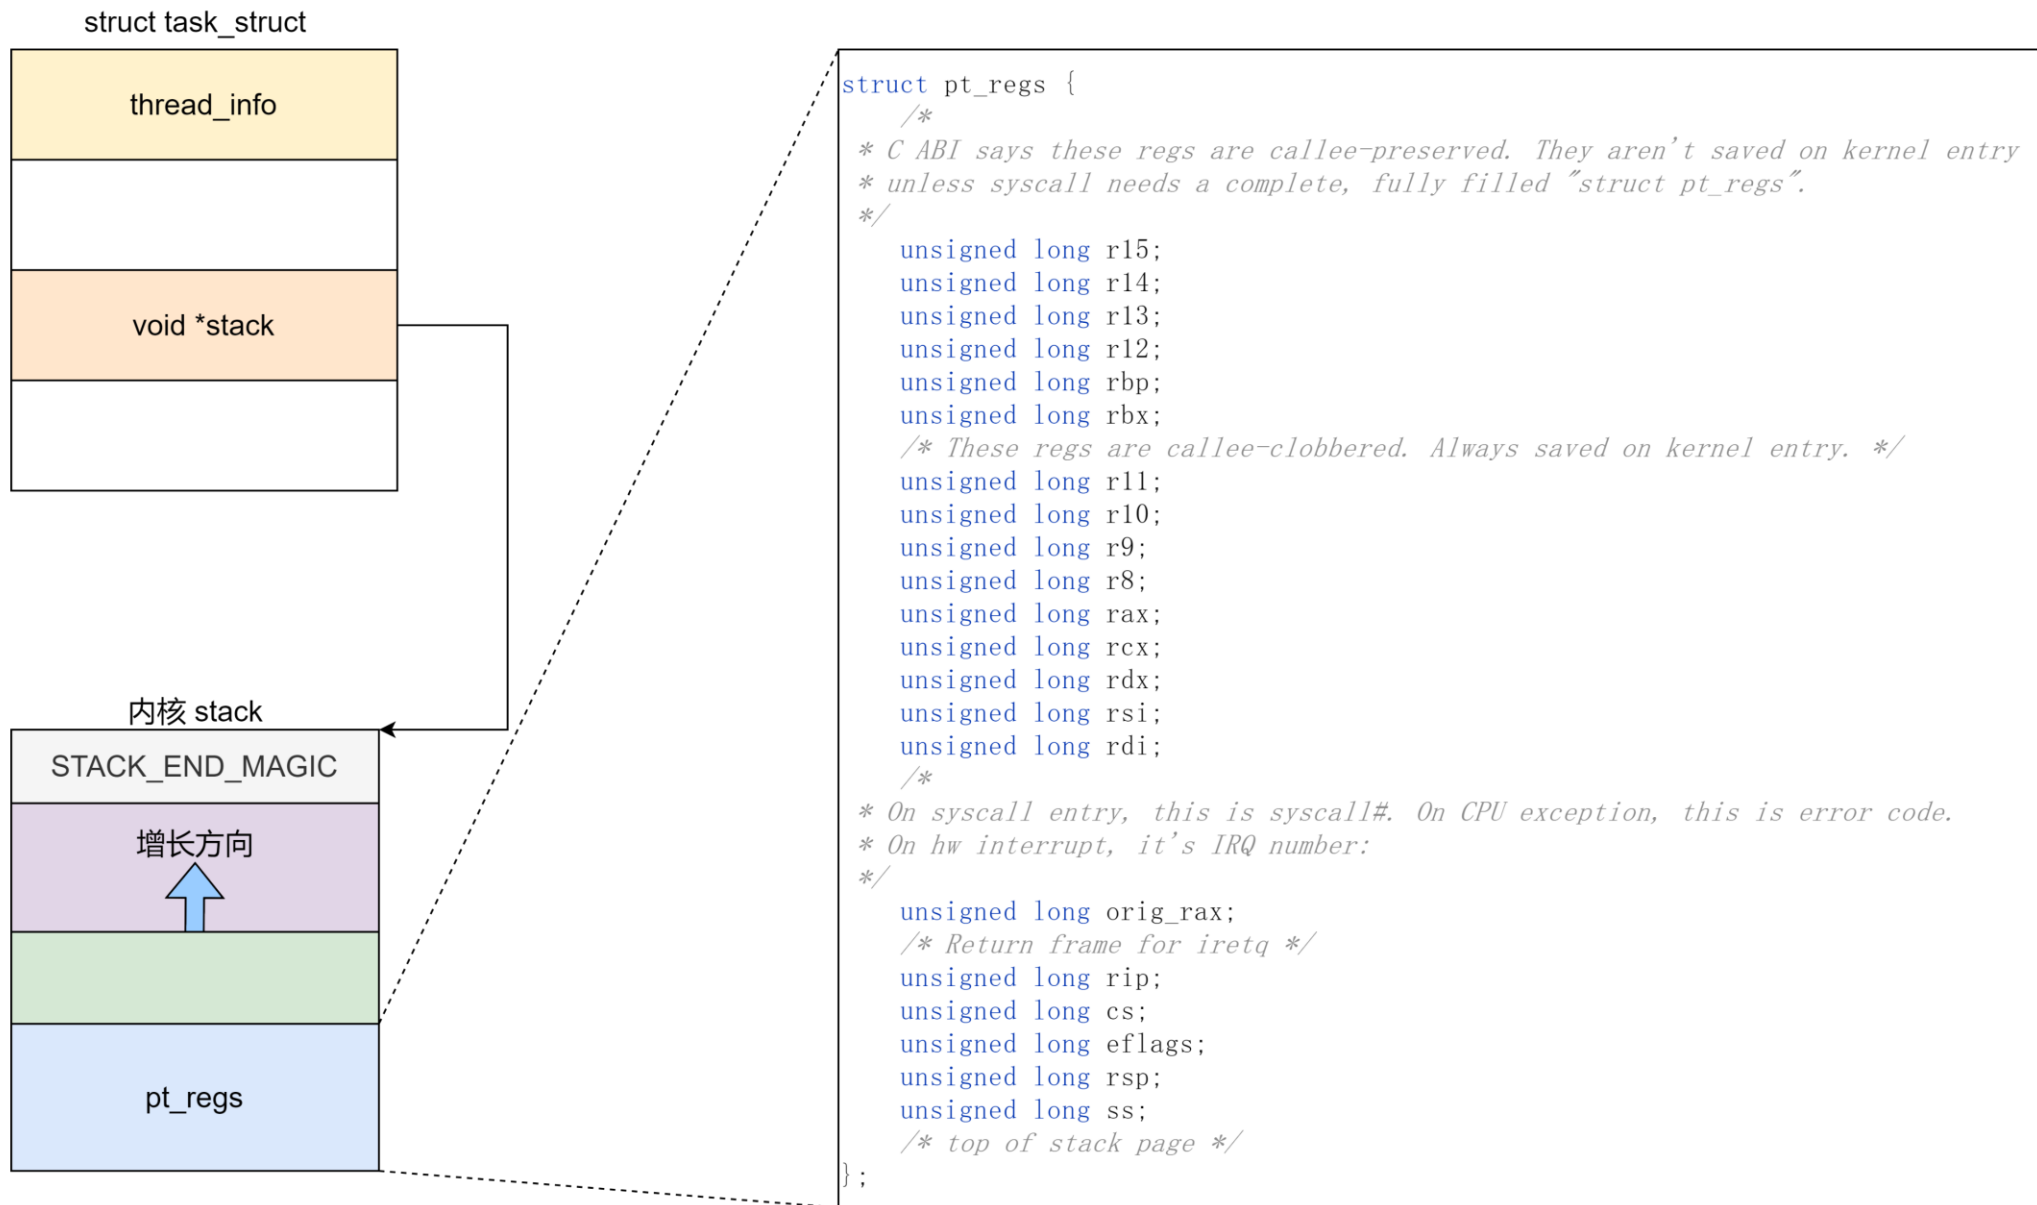 struct task_struct
thread_info
void *stack
内核 stack
STACK_END_MAGIC
增长方向
pt_regs
struct pt_regs {
/*
* C ABI says these regs are callee-preserved. They aren't saved on kernel entry
* unless syscall needs a complete, fully filled "struct pt_regs".
*/
unsigned long r15;
unsigned long r14;
unsigned long r13;
unsigned long r12;
unsigned long rbp;
unsigned long rbx;
/* These regs are callee-clobbered. Always saved on kernel entry. */
unsigned long r11;
unsigned long r10;
unsigned long r9;
unsigned long r8;
unsigned long rax;
unsigned long rcx;
unsigned long rdx;
unsigned long rsi;
unsigned long rdi;
/*
* On syscall entry, this is syscall#. On CPU exception, this is error code.
* On hw interrupt, it's IRQ number:
*/
unsigned long orig_rax;
/* Return frame for iretq */
unsigned long rip;
unsigned long cs;
unsigned long eflags;
unsigned long rsp;
unsigned long ss;
/* top of stack page */
};